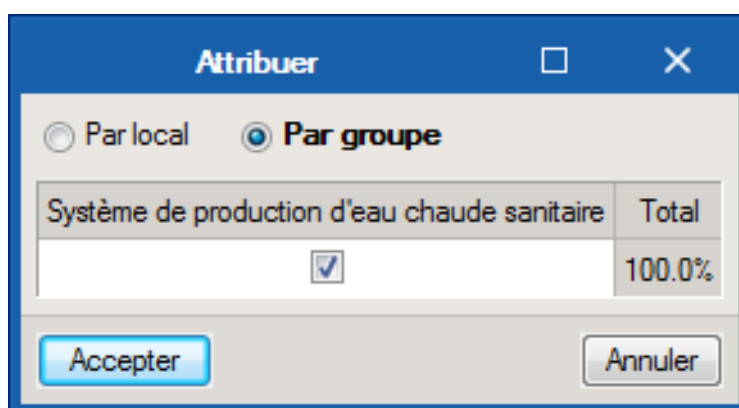 Attribuer
Par local Par groupe
Système de production d'eau chaude sanitaire Total
100.0%
Accepter Annuler